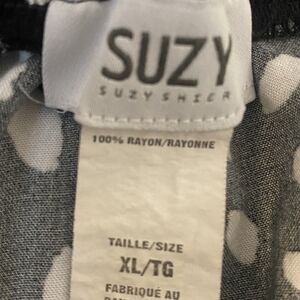 SUZY
SUZY SHIER
100% RAYON/RAYONNE
TAILLE/SIZE
XL/TG
FABRIQUÉ AU